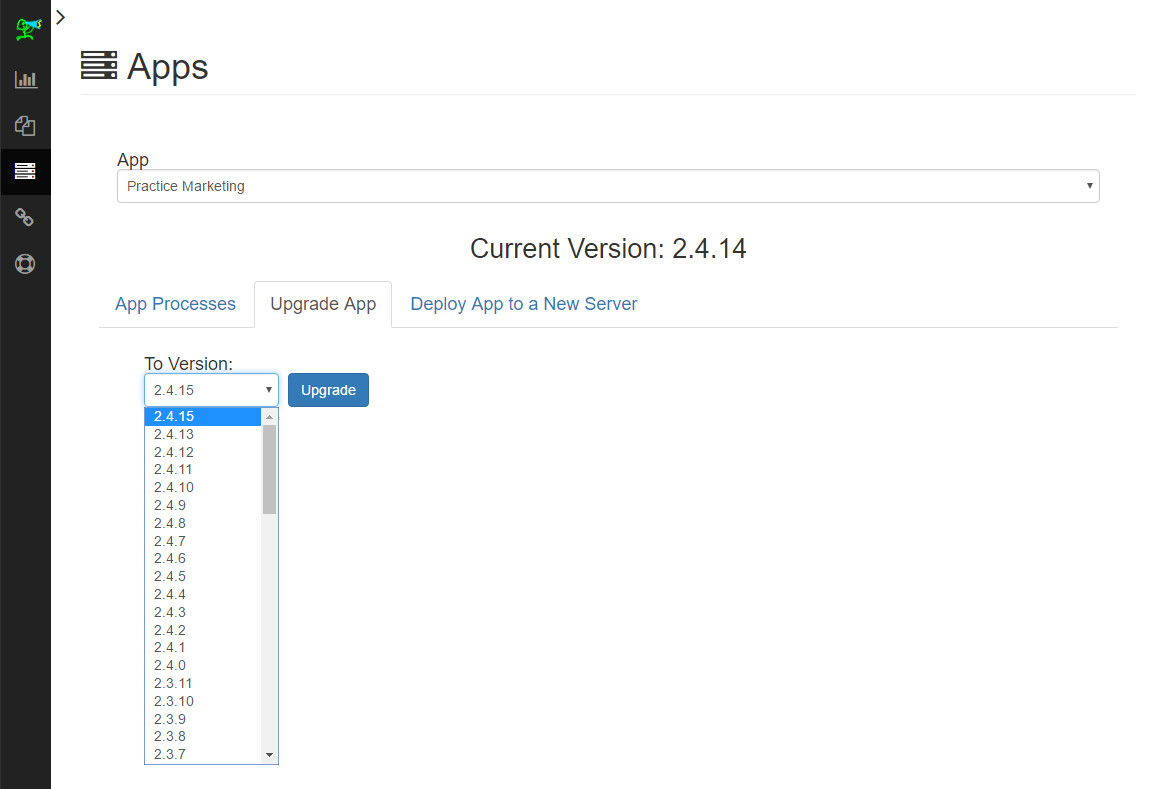 Apps
App
Practice Marketing
Current Version: 2.4.14
App Processes Upgrade App Deploy App to a New Server
To Version:
2.4.15 Upgrade
2.4.15
2.4.13
2.4.12
2.4.11
2.4.10
2.4.9
2.4.8
2.4.7
2.4.6
2.4.5
2.4.4
2.4.3
2.4.2
2.4.1
2.4.0
2.3.11
2.3.10
2.3.9
2.3.8
2.3.7